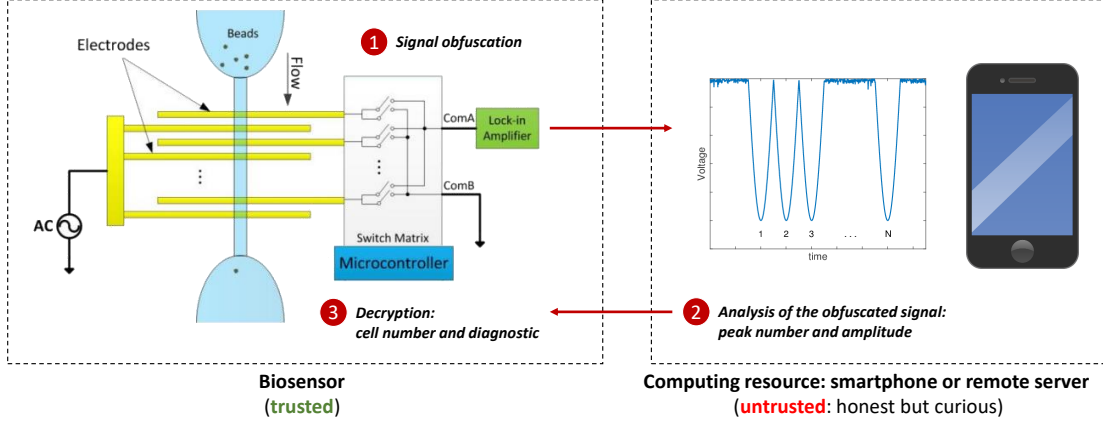 Beads
Electrodes
Flow
1 Signal obfuscation
ComA
Lock-in
Amplifier
ComB
AC
Switch Matrix
Microcontroller
3 Decryption:
cell number and diagnostic
Biosensor
(trusted)
Voltage
1 2 3 . . . N
time
2 Analysis of the obfuscated signal:
peak number and amplitude
Computing resource: smartphone or remote server
(untrusted: honest but curious)